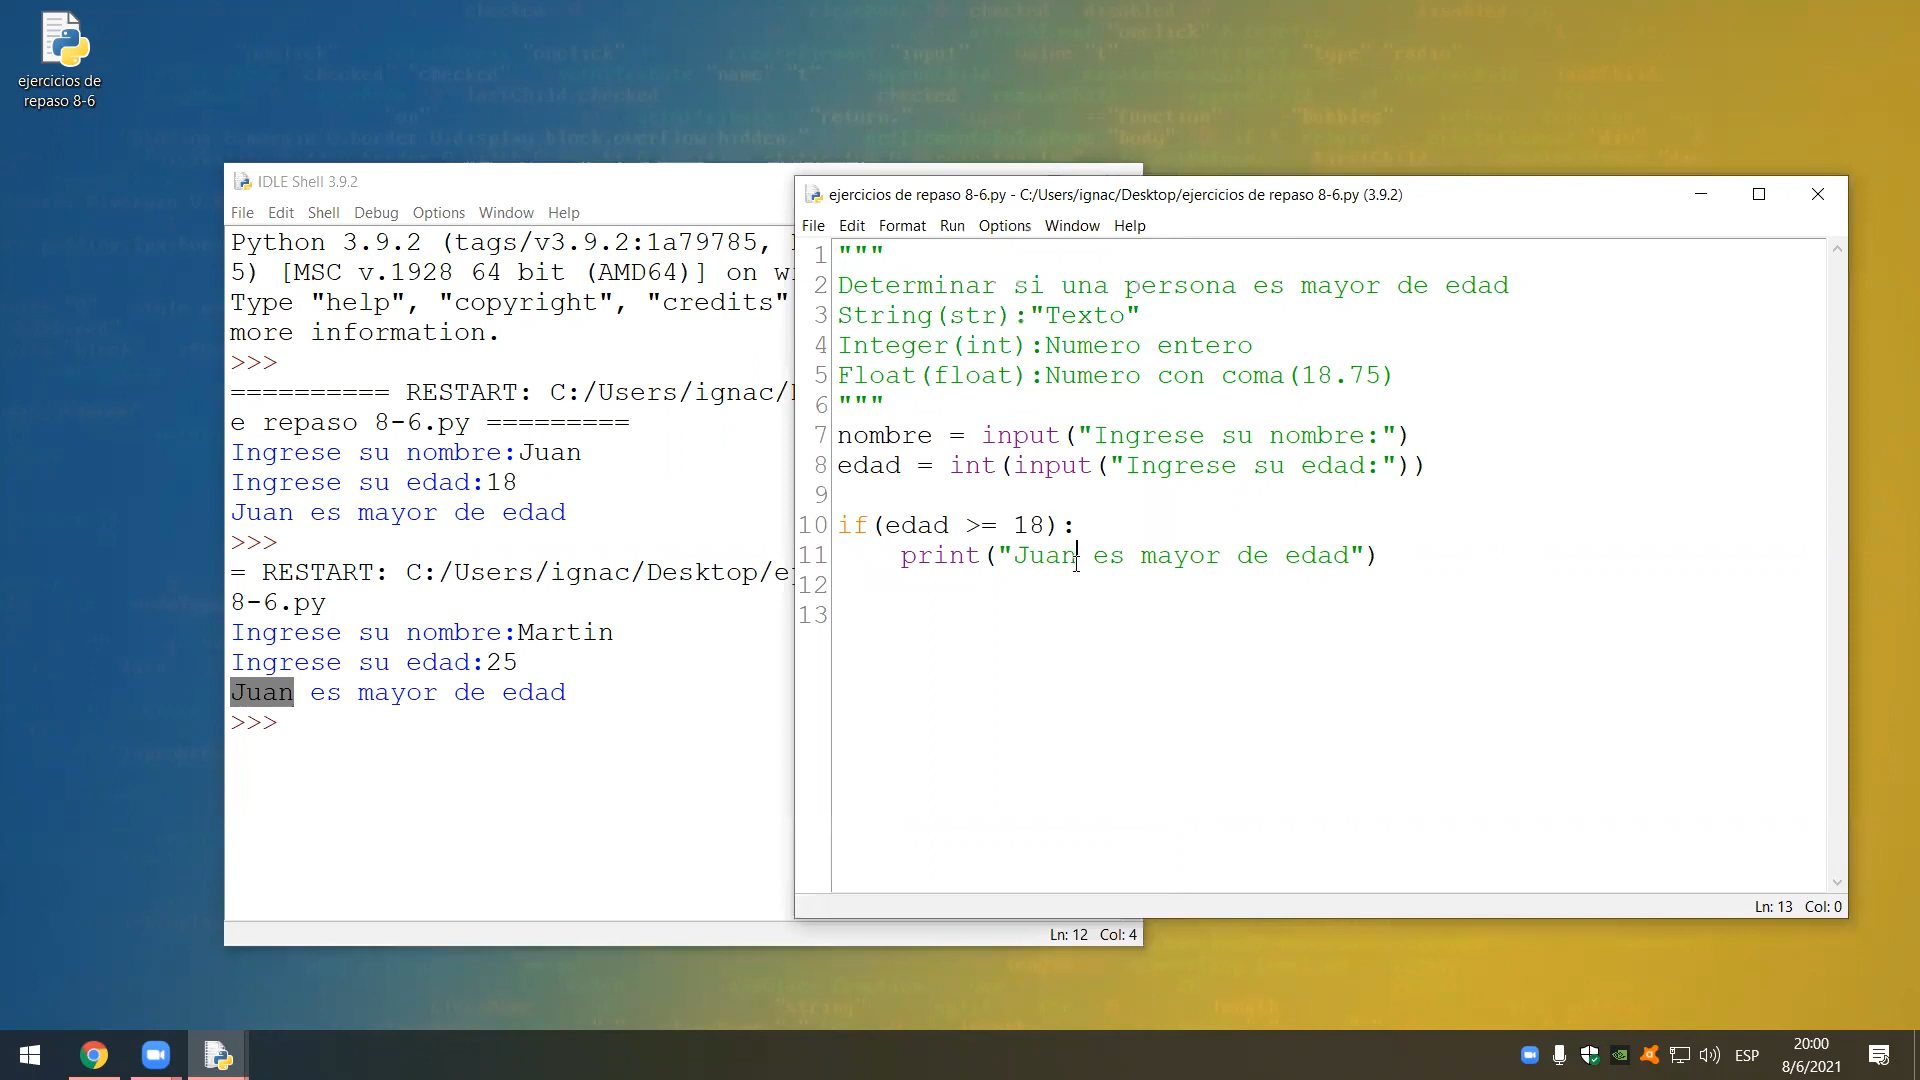 ejercicios de
repaso 8-6
IDLE Shell 3.9.2
File Edit Shell Debug Options Window Help
Python 3.9.2 (tags/v3.9.2:1a79785,
5) [MSC v.1928 64 bit (AMD64)] on
Type "help", "copyright", "credits"
more information.
>>>
========== RESTART: C:/Users/ignac/
e repaso 8-6.py =========
Ingrese su nombre:Juan
Ingrese su edad:18
Juan es mayor de edad
>>>
= RESTART: C:/Users/ignac/Desktop/
8-6.py
Ingrese su nombre:Martin
Ingrese su edad:25
Juan es mayor de edad
>>>
Ln: 12 Col: 4
ejercicios de repaso 8-6.py - C:/Users/ignac/Desktop/ejercicios de repaso 8-6.py (3.9.2)
File Edit Format Run Options Window Help
1 """
2 Determinar si una persona es mayor de edad
3 String(str):"Texto"
4 Integer(int):Numero entero
5 Float(float):Numero con coma(18.75)
6 """
7 nombre = input("Ingrese su nombre:")
8 edad = int(input("Ingrese su edad:"))
9
10 if(edad >= 18):
11     print("Juan es mayor de edad")
12
13
Ln: 13 Col: 0
ESP
20:00
8/6/2021